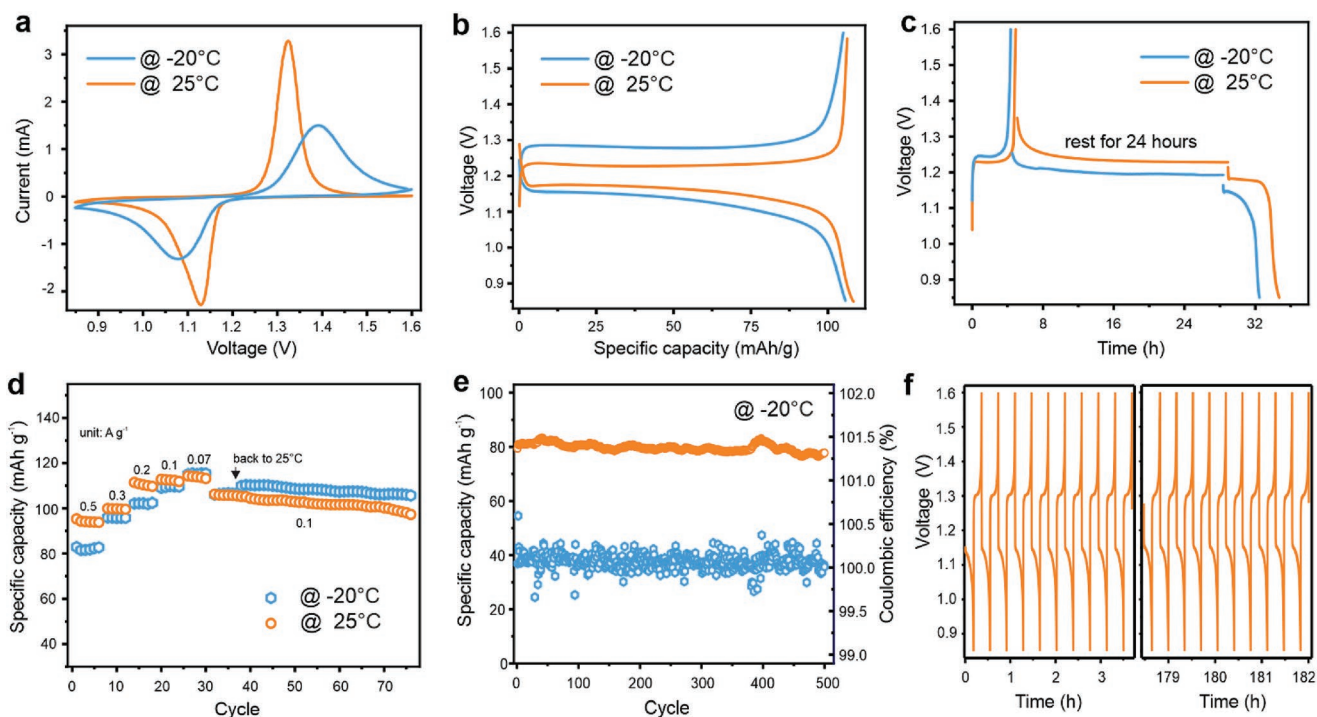 a
@ -20°C
@ 25°C
Current (mA)
3
2
1
0
-1
-2
0.9 1.0 1.1 1.2 1.3 1.4 1.5 1.6
Voltage (V)
b
@ -20°C
@ 25°C
Voltage (V)
1.6
1.5
1.4
1.3
1.2
1.1
1.0
0.9
0 25 50 75 100
Specific capacity (mAh/g)
c
@ -20°C
@ 25°C
rest for 24 hours
Voltage (V)
1.6
1.5
1.4
1.3
1.2
1.1
1.0
0.9
0 8 16 24 32
Time (h)
d
unit: A g⁻¹
0.5
0.3
0.2
0.1
0.07
back to 25°C
0.1
@ -20°C
@ 25°C
Specific capacity (mAh g⁻¹)
140
120
100
80
60
40
0 10 20 30 40 50 60 70
Cycle
e
@ -20°C
Specific capacity (mAh g⁻¹)
100
80
60
40
20
0
0 100 200 300 400 500
Cycle
102.0
101.5
101.0
100.5
100.0
99.5
99.0
Coulombic efficiency (%)
f
Voltage (V)
1.6
1.5
1.4
1.3
1.2
1.1
1.0
0.9
0 1 2 3
Time (h)
179 180 181 182
Time (h)